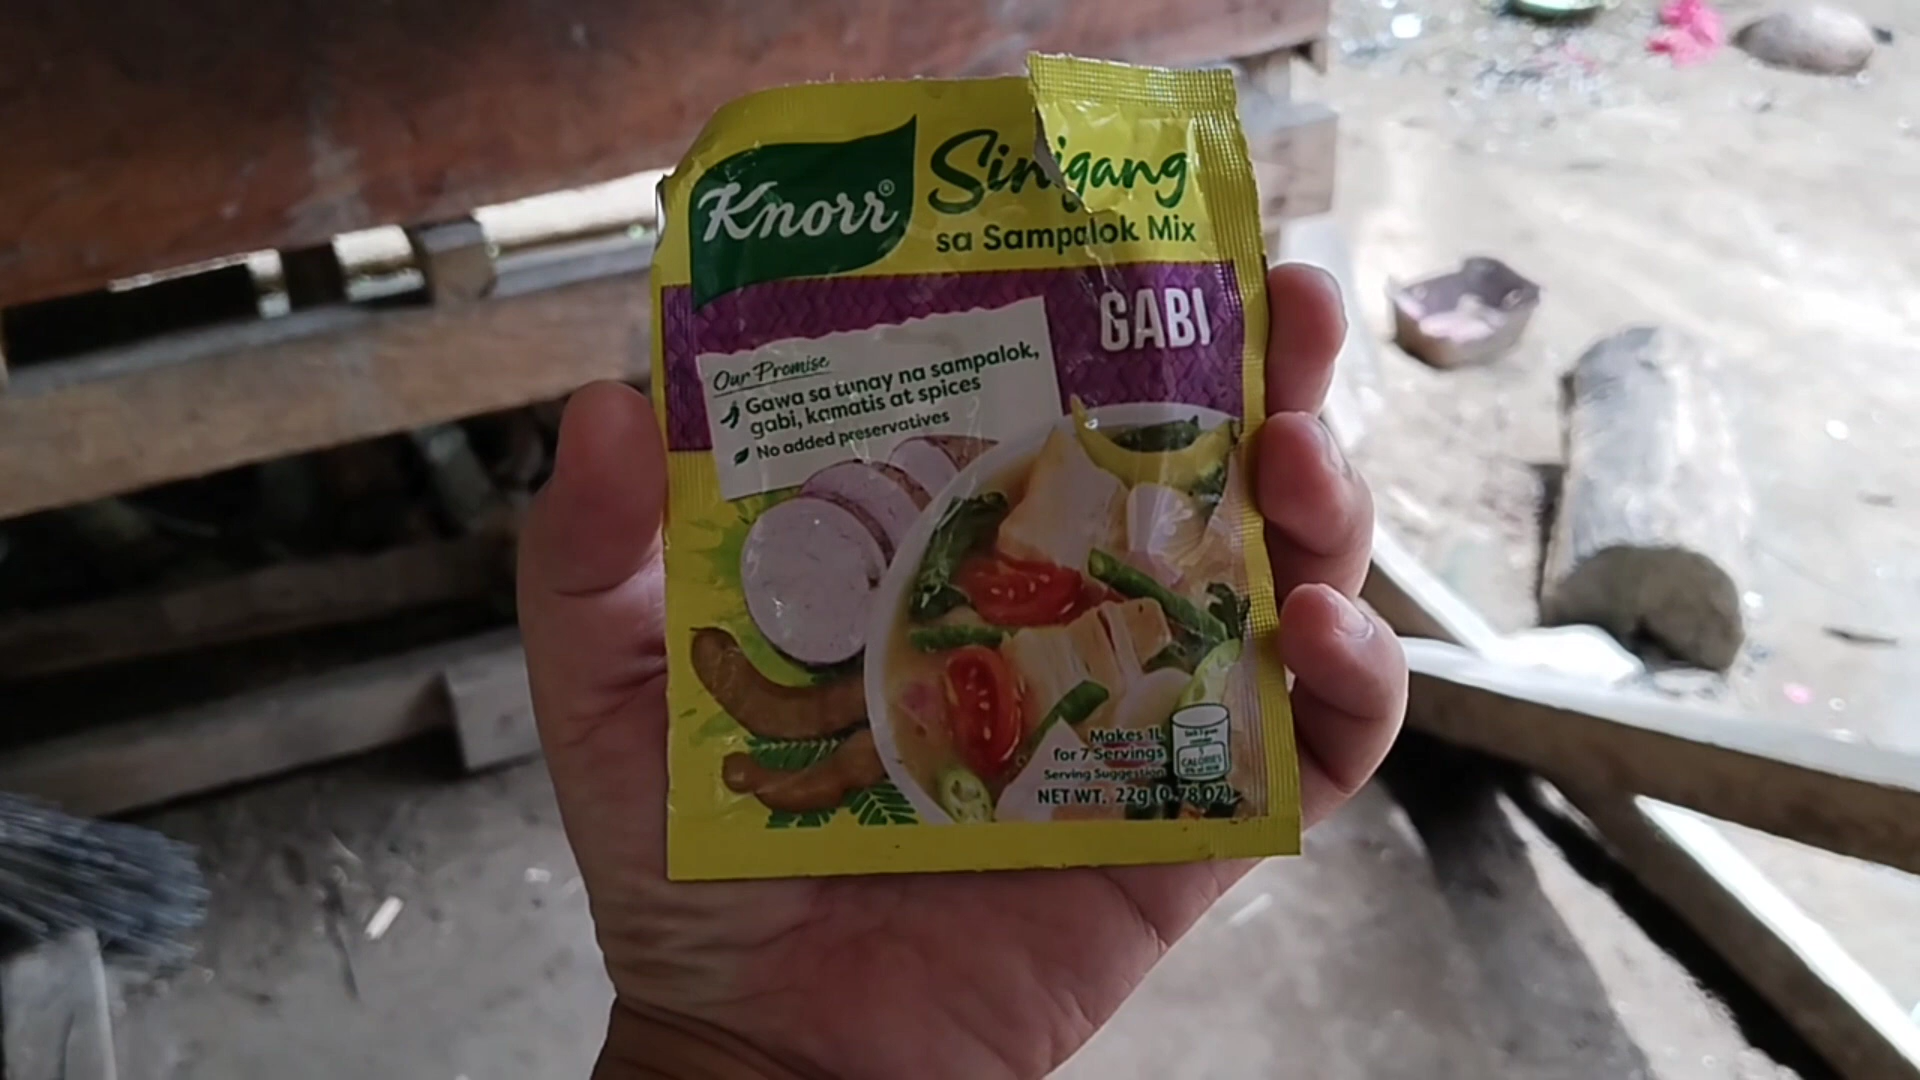 Knorr®
Sinigang
sa Sampalok Mix
GABI
Our Promise
Gawa sa tunay na sampalok,
gabi, kamatis at spices
No added preservatives
Makes 1L
for 7 Servings
Serving Suggestion
NET WT. 22g (0.78 OZ)
CALORIES